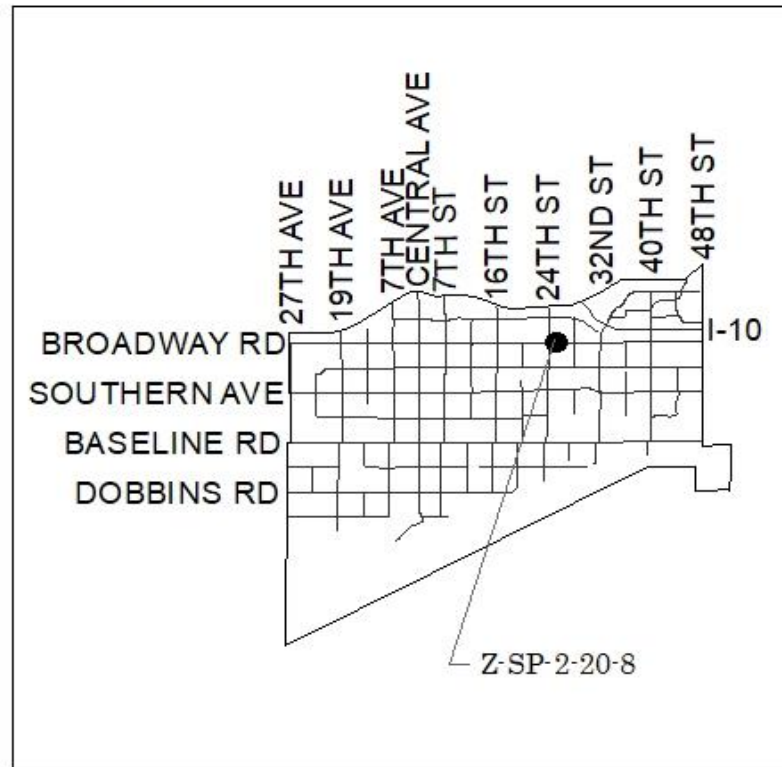 27TH AVE
19TH AVE
7TH AVE
CENTRAL AVE
7TH ST
16TH ST
24TH ST
32ND ST
40TH ST
48TH ST
I-10
BROADWAY RD
SOUTHERN AVE
BASELINE RD
DOBBINS RD
Z-SP-2-20-8